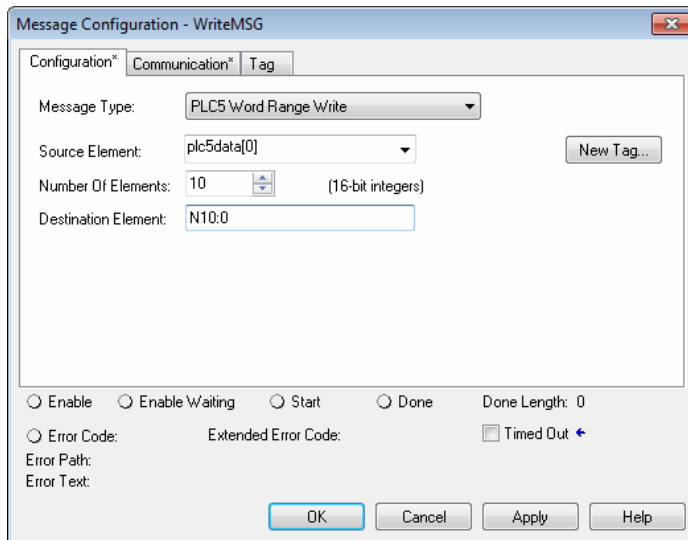 Message Configuration - WriteMSG
Configuration* Communication* Tag
Message Type: PLC5 Word Range Write
Source Element: plc5data[0] New Tag...
Number Of Elements: 10 (16-bit integers)
Destination Element: N10:0
Enable Enable Waiting Start Done Done Length: 0
Error Code: Extended Error Code: Timed Out
Error Path:
Error Text:
OK Cancel Apply Help